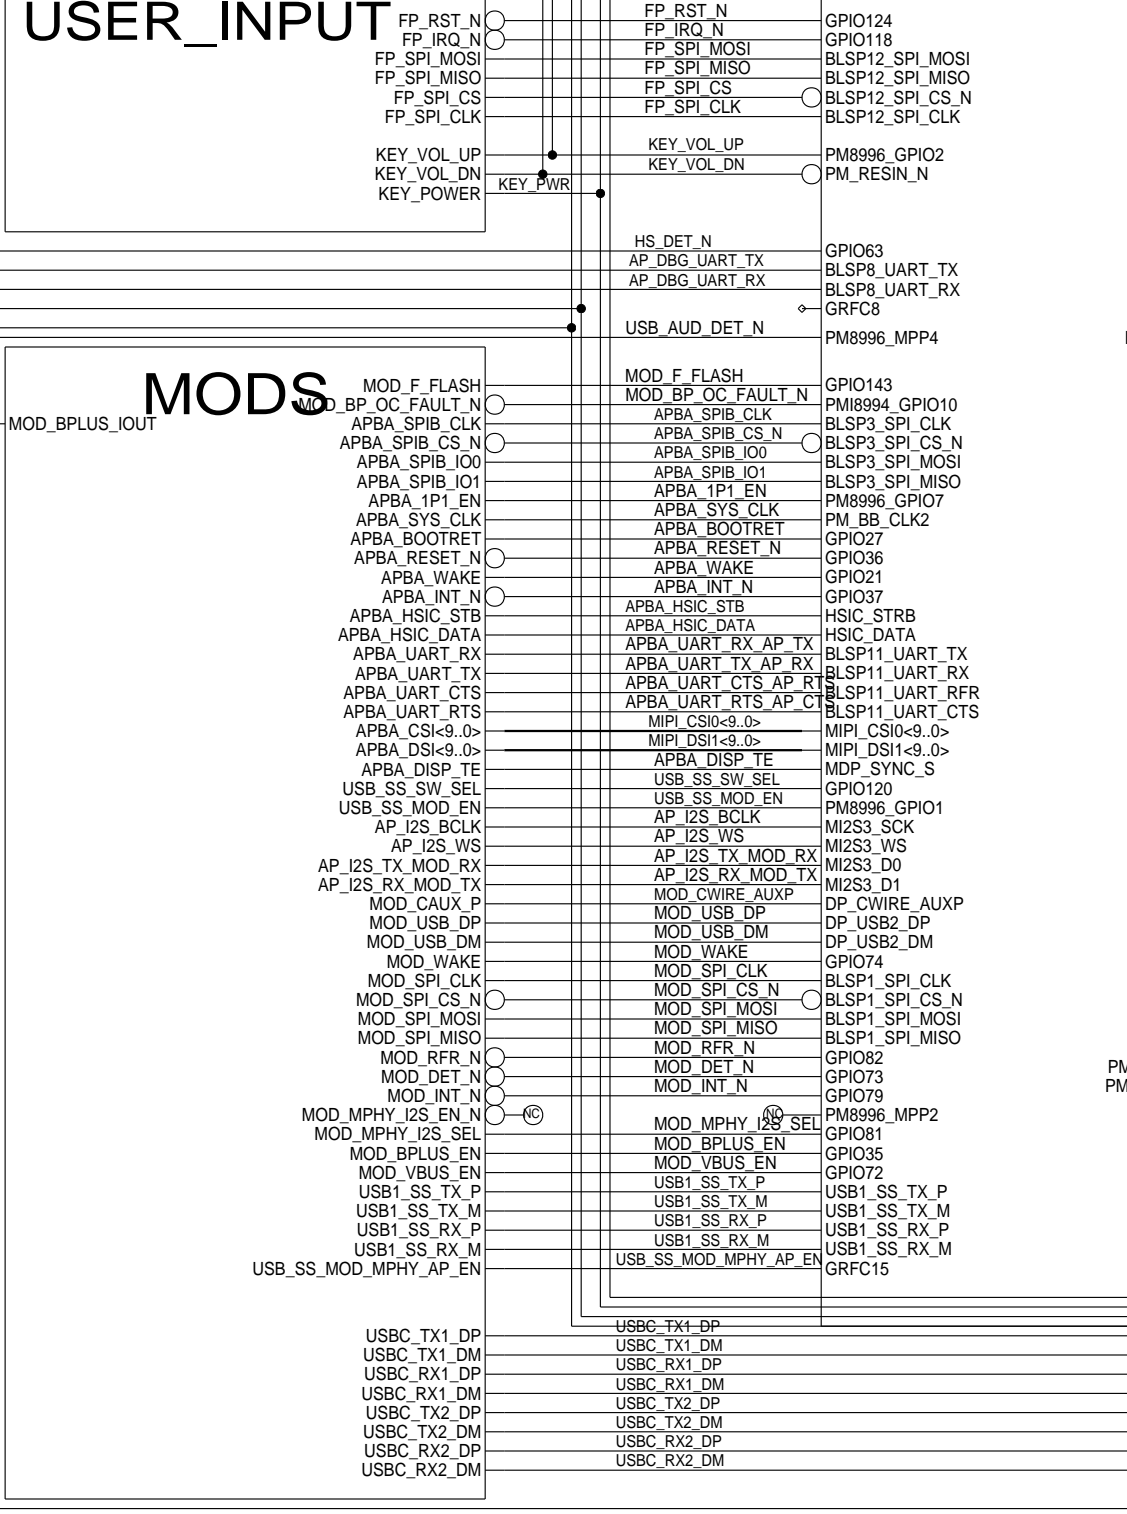 USER_INPUT
FP_RST_N FP_RST_N GPIO124
FP_IRQ_N FP_IRQ_N GPIO118
FP_SPI_MOSI FP_SPI_MOSI BLSP12_SPI_MOSI
FP_SPI_MISO FP_SPI_MISO BLSP12_SPI_MISO
FP_SPI_CS FP_SPI_CS BLSP12_SPI_CS_N
FP_SPI_CLK FP_SPI_CLK BLSP12_SPI_CLK
KEY_VOL_UP KEY_VOL_UP PM8996_GPIO2
KEY_VOL_DN KEY_VOL_DN PM_RESIN_N
KEY_POWER KEY_PWR
HS_DET_N GPIO63
AP_DBG_UART_TX BLSP8_UART_TX
AP_DBG_UART_RX BLSP8_UART_RX
GRFC8
USB_AUD_DET_N PM8996_MPP4
MODS
MOD_F_FLASH MOD_F_FLASH GPIO143
MOD_BP_OC_FAULT_N MOD_BP_OC_FAULT_N PMI8994_GPIO10
MOD_BPLUS_IOUT APBA_SPIB_CLK APBA_SPIB_CLK BLSP3_SPI_CLK
APBA_SPIB_CS_N APBA_SPIB_CS_N BLSP3_SPI_CS_N
APBA_SPIB_IO0 APBA_SPIB_IO0 BLSP3_SPI_MOSI
APBA_SPIB_IO1 APBA_SPIB_IO1 BLSP3_SPI_MISO
APBA_1P1_EN APBA_1P1_EN PM8996_GPIO7
APBA_SYS_CLK APBA_SYS_CLK PM_BB_CLK2
APBA_BOOTRET APBA_BOOTRET GPIO27
APBA_RESET_N APBA_RESET_N GPIO36
APBA_WAKE APBA_WAKE GPIO21
APBA_INT_N APBA_INT_N GPIO37
APBA_HSIC_STB APBA_HSIC_STB HSIC_STRB
APBA_HSIC_DATA APBA_HSIC_DATA HSIC_DATA
APBA_UART_RX APBA_UART_RX_AP_TX BLSP11_UART_TX
APBA_UART_TX APBA_UART_TX_AP_RX BLSP11_UART_RX
APBA_UART_CTS APBA_UART_CTS_AP_RTS BLSP11_UART_RFR
APBA_UART_RTS APBA_UART_RTS_AP_CTS BLSP11_UART_CTS
APBA_CSI<9..0> MIPI_CSI0<9..0> MIPI_CSI0<9..0>
APBA_DSI<9..0> MIPI_DSI1<9..0> MIPI_DSI1<9..0>
APBA_DISP_TE APBA_DISP_TE MDP_SYNC_S
USB_SS_SW_SEL USB_SS_SW_SEL GPIO120
USB_SS_MOD_EN USB_SS_MOD_EN PM8996_GPIO1
AP_I2S_BCLK AP_I2S_BCLK MI2S3_SCK
AP_I2S_WS AP_I2S_WS MI2S3_WS
AP_I2S_TX_MOD_RX AP_I2S_TX_MOD_RX MI2S3_D0
AP_I2S_RX_MOD_TX AP_I2S_RX_MOD_TX MI2S3_D1
MOD_CAUX_P MOD_CWIRE_AUXP DP_CWIRE_AUXP
MOD_USB_DP MOD_USB_DP DP_USB2_DP
MOD_USB_DM MOD_USB_DM DP_USB2_DM
MOD_WAKE MOD_WAKE GPIO74
MOD_SPI_CLK MOD_SPI_CLK BLSP1_SPI_CLK
MOD_SPI_CS_N MOD_SPI_CS_N BLSP1_SPI_CS_N
MOD_SPI_MOSI MOD_SPI_MOSI BLSP1_SPI_MOSI
MOD_SPI_MISO MOD_SPI_MISO BLSP1_SPI_MISO
MOD_RFR_N MOD_RFR_N GPIO82
MOD_DET_N MOD_DET_N GPIO73 PM
MOD_INT_N MOD_INT_N GPIO79 PM
MOD_MPHY_I2S_EN_N NC NC PM8996_MPP2
MOD_MPHY_I2S_SEL MOD_MPHY_I2S_SEL GPIO81
MOD_BPLUS_EN MOD_BPLUS_EN GPIO35
MOD_VBUS_EN MOD_VBUS_EN GPIO72
USB1_SS_TX_P USB1_SS_TX_P USB1_SS_TX_P
USB1_SS_TX_M USB1_SS_TX_M USB1_SS_TX_M
USB1_SS_RX_P USB1_SS_RX_P USB1_SS_RX_P
USB1_SS_RX_M USB1_SS_RX_M USB1_SS_RX_M
USB_SS_MOD_MPHY_AP_EN USB_SS_MOD_MPHY_AP_EN GRFC15
USBC_TX1_DP USBC_TX1_DP
USBC_TX1_DM USBC_TX1_DM
USBC_RX1_DP USBC_RX1_DP
USBC_RX1_DM USBC_RX1_DM
USBC_TX2_DP USBC_TX2_DP
USBC_TX2_DM USBC_TX2_DM
USBC_RX2_DP USBC_RX2_DP
USBC_RX2_DM USBC_RX2_DM